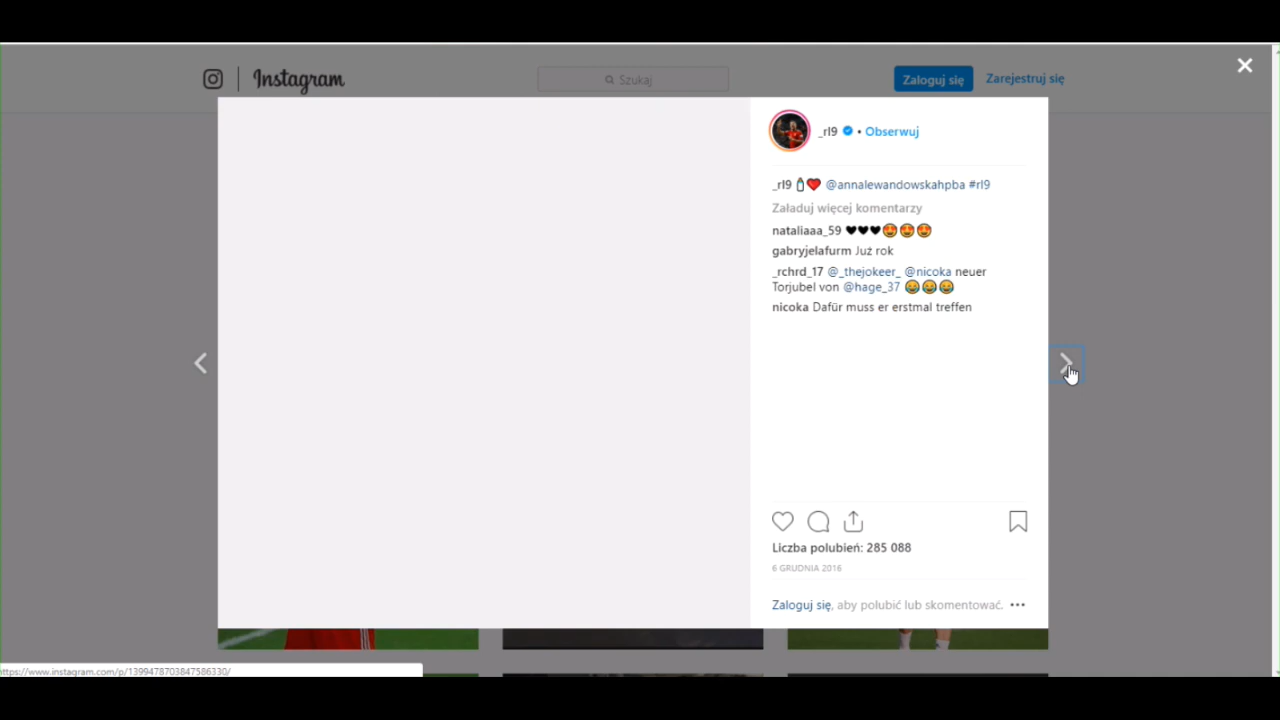 Instagram
Szukaj
Zaloguj się
Zarejestruj się
_rl9 • Obserwuj
_rl9 🍼❤️ @annalewandowskahpba #rl9
Załaduj więcej komentarzy
nataliaaa_59 ♥♥♥😍😍😍
gabryjelafurm Już rok
_rchrd_17 @_thejokeer_ @nicoka neuer
Torjubel von @hage_37 😂😂😂
nicoka Dafür muss er erstmal treffen
Liczba polubień: 285 088
6 GRUDNIA 2016
Zaloguj się, aby polubić lub skomentować.
https://www.instagram.com/p/1399478703847586330/